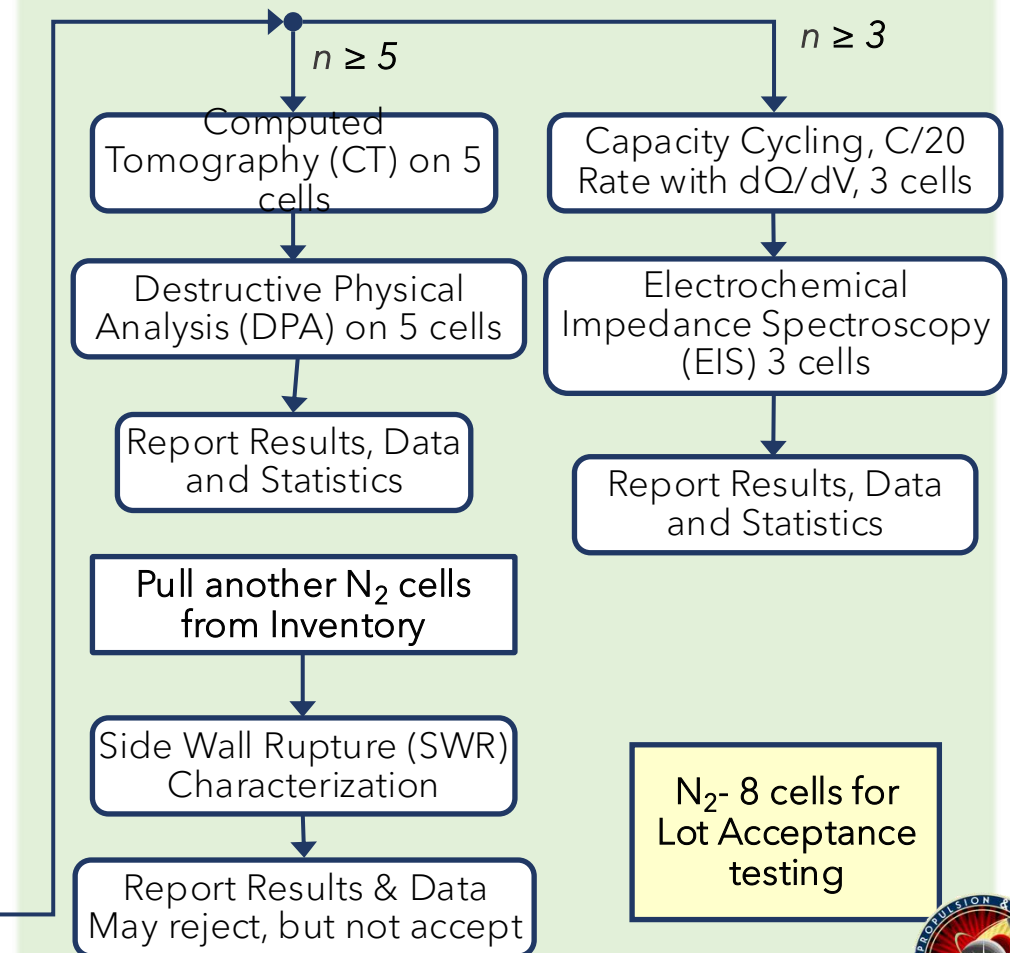 n ≥ 5
n ≥ 3
Computed
Tomography (CT) on 5
cells
Capacity Cycling, C/20
Rate with dQ/dV, 3 cells
Destructive Physical
Analysis (DPA) on 5 cells
Electrochemical
Impedance Spectroscopy
(EIS) 3 cells
Report Results, Data
and Statistics
Report Results, Data
and Statistics
Pull another N₂ cells
from Inventory
Side Wall Rupture (SWR)
Characterization
N₂- 8 cells for
Lot Acceptance
testing
Report Results & Data
May reject, but not accept
PROPULSION &